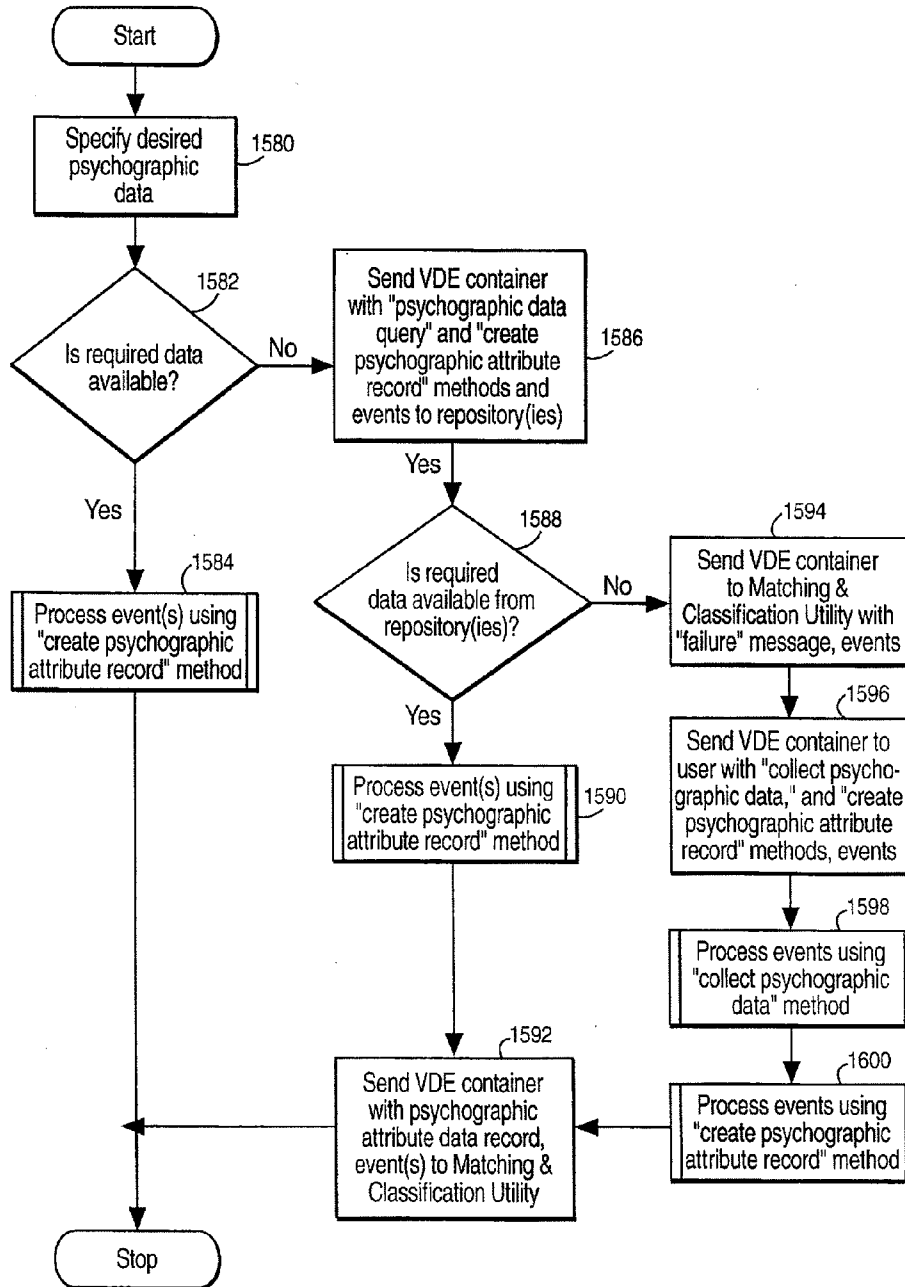 Start
Specify desired
psychographic
data
1580
1582
Is required data
available?
No
Yes
Send VDE container
with "psychographic data
query" and "create
psychographic attribute
record" methods and
events to repository(ies)
1586
Yes
1584
Process event(s) using
"create psychographic
attribute record" method
1588
Is required
data available from
repository(ies)?
No
Yes
1594
Send VDE container
to Matching &
Classification Utility with
"failure" message, events
1596
Send VDE container to
user with "collect psycho-
graphic data," and "create
psychographic attribute
record" methods, events
Process event(s) using
"create psychographic
attribute record" method
1590
1598
Process events using
"collect psychographic
data" method
1592
Send VDE container
with psychographic
attribute data record,
event(s) to Matching &
Classification Utility
1600
Process events using
"create psychographic
attribute record" method
Stop